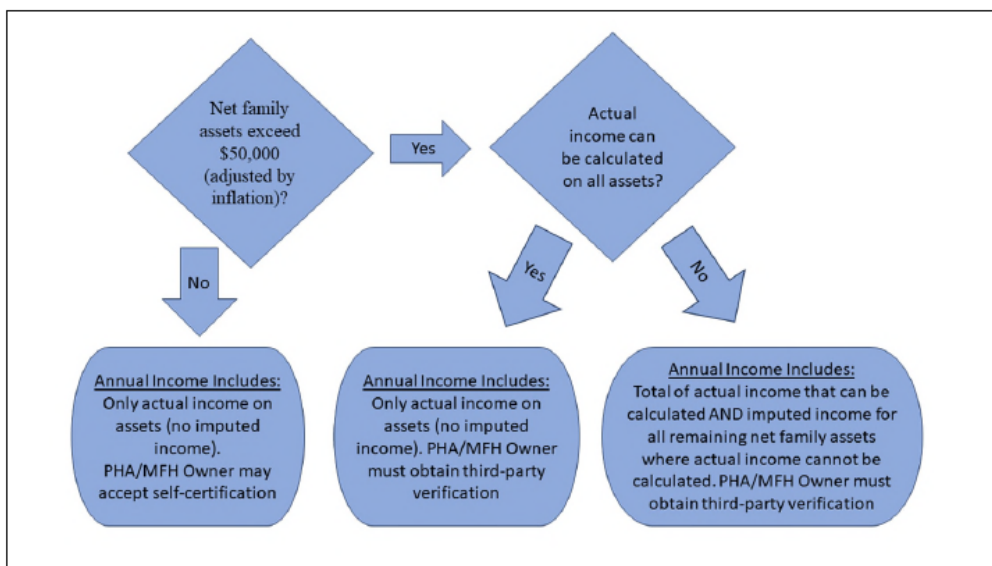 Net family
assets exceed
$50,000
(adjusted by
inflation)?
Yes
Actual
income can
be calculated
on all assets?
No
Yes
No
Annual Income Includes:
Only actual income on
assets (no imputed
income).
PHA/MFH Owner may
accept self-certification
Annual Income Includes:
Only actual income on
assets (no imputed
income). PHA/MFH Owner
must obtain third-party
verification
Annual Income Includes:
Total of actual income that can be
calculated AND imputed income for
all remaining net family assets
where actual income cannot be
calculated. PHA/MFH Owner must
obtain third-party verification